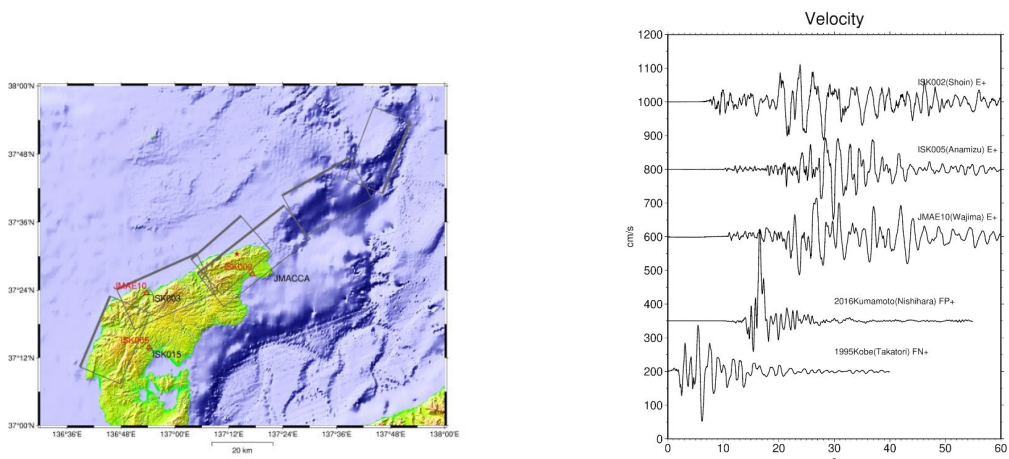 38°00'N
37°48'N
37°36'N
37°24'N
37°12'N
37°00'N
136°36'E 136°48'E 137°00'E 137°12'E 137°24'E 137°36'E 137°48'E 138°00'E
JMAE10
ISK003
JMACCA
ISK005
ISK015
20 km
Velocity
cm/s
1200
1100
1000
900
800
700
600
500
400
300
200
100
0
0 10 20 30 40 50 60
ISK002(Shoin) E+
ISK005(Anamizu) E+
JMAE10(Wajima) E+
2016Kumamoto(Nishihara) FP+
1995Kobe(Takatori) FN+